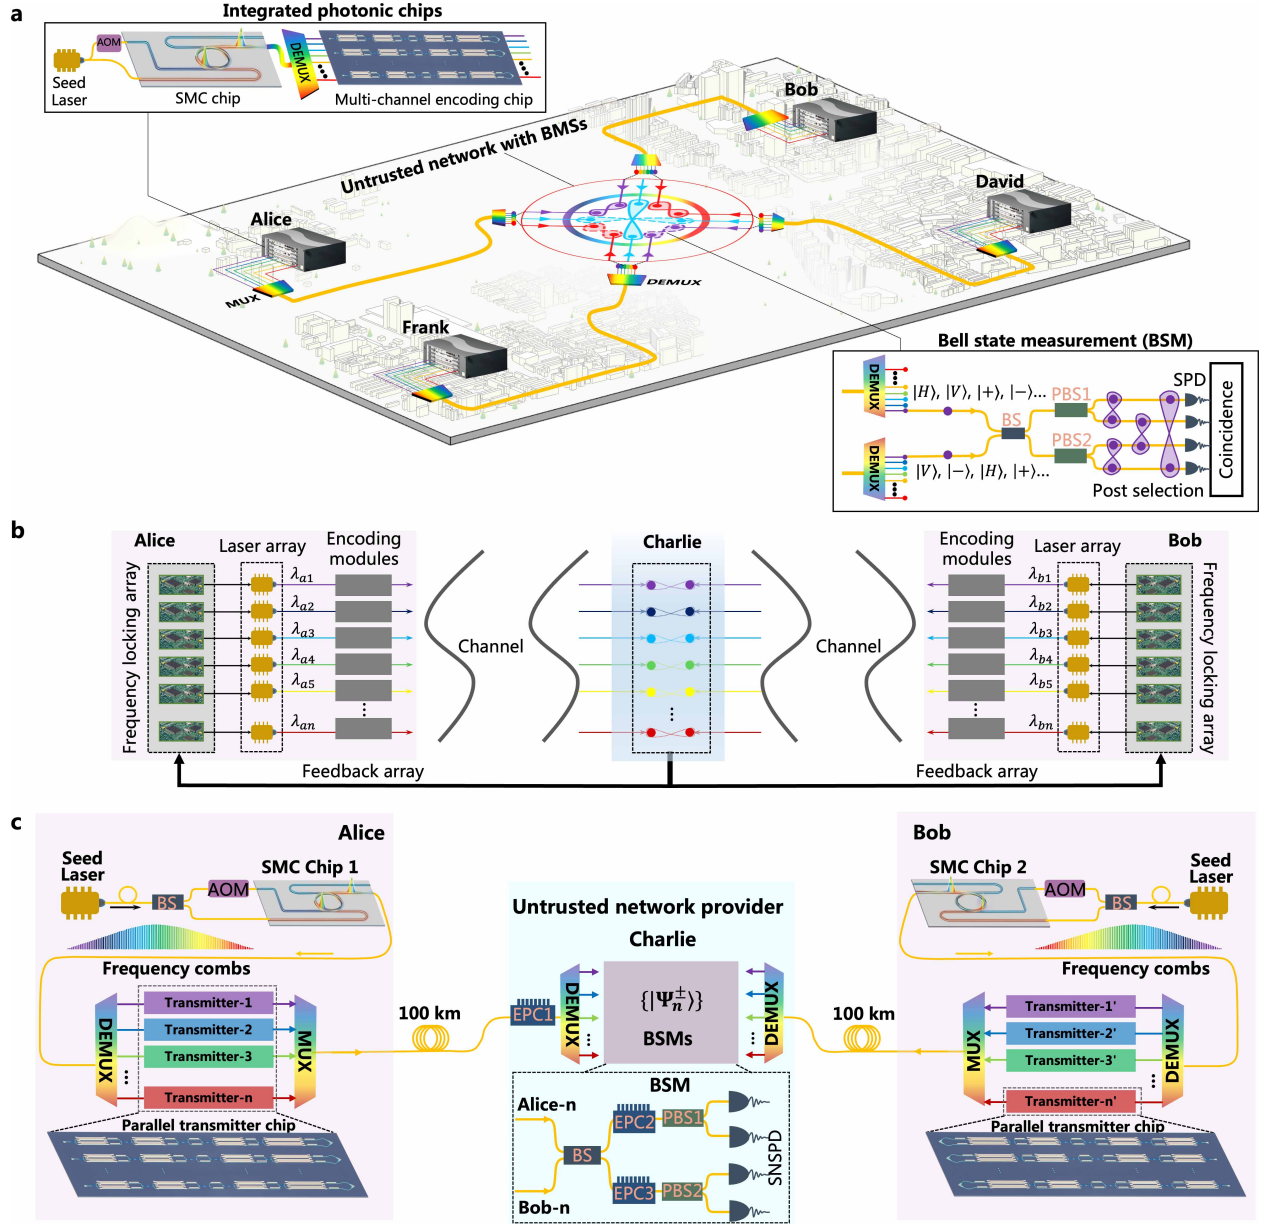 a
Integrated photonic chips
AOM
Seed
Laser
SMC chip
DEMUX
Multi-channel encoding chip
Untrusted network with BMSs
Bob
David
Alice
MUX
Frank
DEMUX
Bell state measurement (BSM)
DEMUX
|H⟩, |V⟩, |+⟩, |−⟩...
BS
PBS1
SPD
PBS2
Coincidence
DEMUX
|V⟩, |−⟩, |H⟩, |+⟩...
Post selection
b
Alice
Laser array
Encoding
modules
Frequency locking array
λa1
λa2
λa3
λa4
λa5
λan
Channel
Charlie
Channel
Encoding
modules
Laser array
Bob
λb1
λb2
λb3
λb4
λb5
λbn
Frequency locking array
Feedback array
Feedback array
c
Alice
Seed
Laser
BS
AOM
SMC Chip 1
Frequency combs
DEMUX
Transmitter-1
Transmitter-2
Transmitter-3
Transmitter-n
MUX
Parallel transmitter chip
100 km
Untrusted network provider
Charlie
EPC1
DEMUX
{|Ψn±⟩}
BSMs
DEMUX
BSM
Alice-n
BS
EPC2
PBS1
EPC3
PBS2
SNSPD
Bob-n
100 km
Bob
SMC Chip 2
AOM
BS
Seed
Laser
Frequency combs
MUX
Transmitter-1'
Transmitter-2'
Transmitter-3'
Transmitter-n'
DEMUX
Parallel transmitter chip